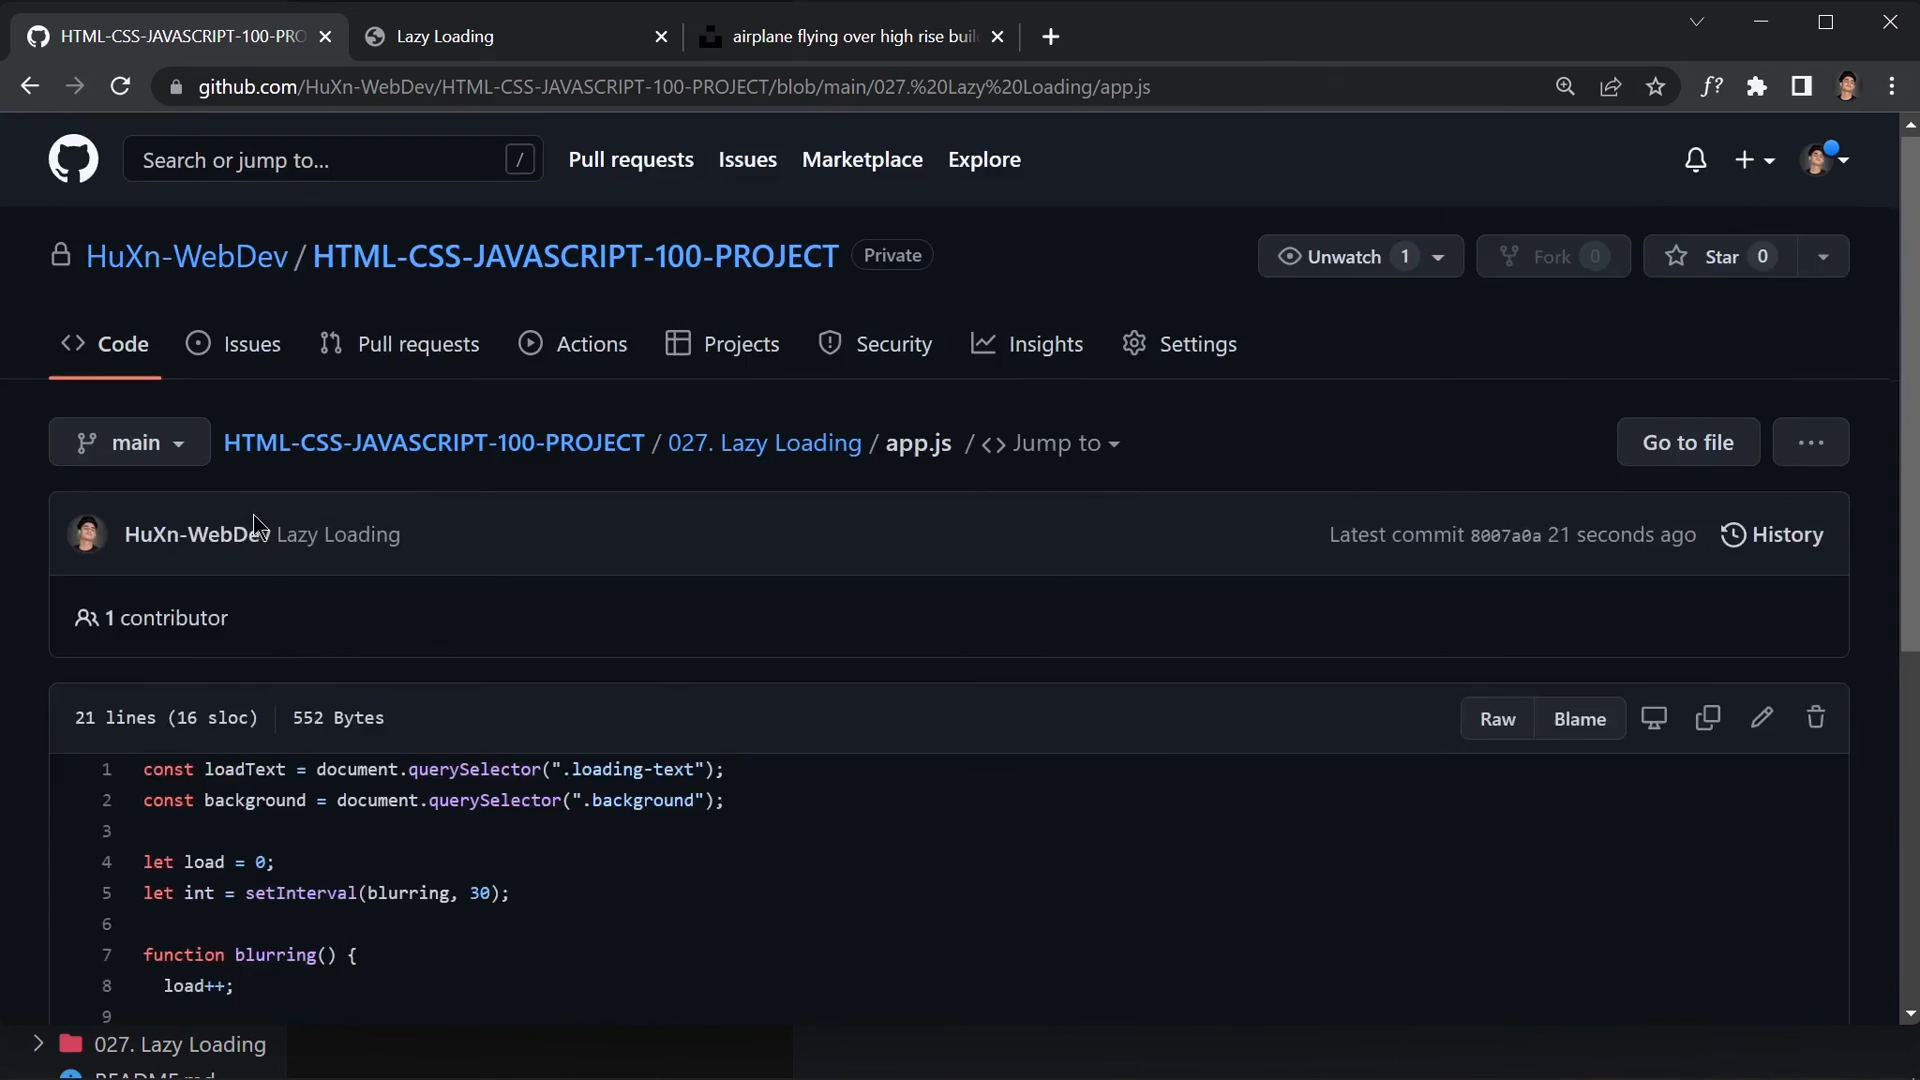 HTML-CSS-JAVASCRIPT-100-PRO
Lazy Loading
airplane flying over high rise buil
github.com/HuXn-WebDev/HTML-CSS-JAVASCRIPT-100-PROJECT/blob/main/027.%20Lazy%20Loading/app.js
f?
Search or jump to...
/
Pull requests
Issues
Marketplace
Explore
HuXn-WebDev / HTML-CSS-JAVASCRIPT-100-PROJECT
Private
Unwatch 1
Fork 0
Star 0
Code
Issues
Pull requests
Actions
Projects
Security
Insights
Settings
main
HTML-CSS-JAVASCRIPT-100-PROJECT / 027. Lazy Loading / app.js / <> Jump to
Go to file
HuXn-WebDev Lazy Loading
Latest commit 8007a0a 21 seconds ago
History
1 contributor
21 lines (16 sloc)
552 Bytes
Raw
Blame
1 const loadText = document.querySelector(".loading-text");
2 const background = document.querySelector(".background");
3
4 let load = 0;
5 let int = setInterval(blurring, 30);
6
7 function blurring() {
8 load++;
9
027. Lazy Loading
README.md